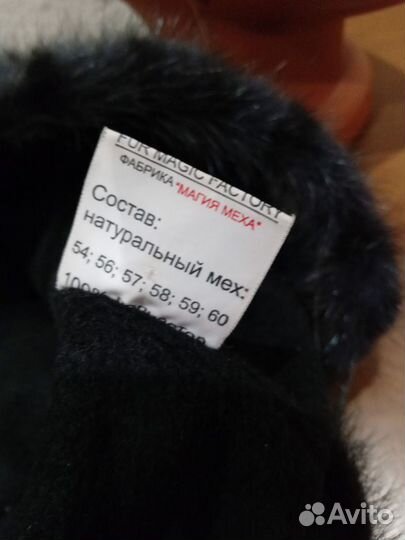 FUR MAGIC FACTORY
ФАБРИКА "МАГИЯ МЕХА"
Состав:
натуральный мех:
54; 56; 57; 58; 59; 60
Avito